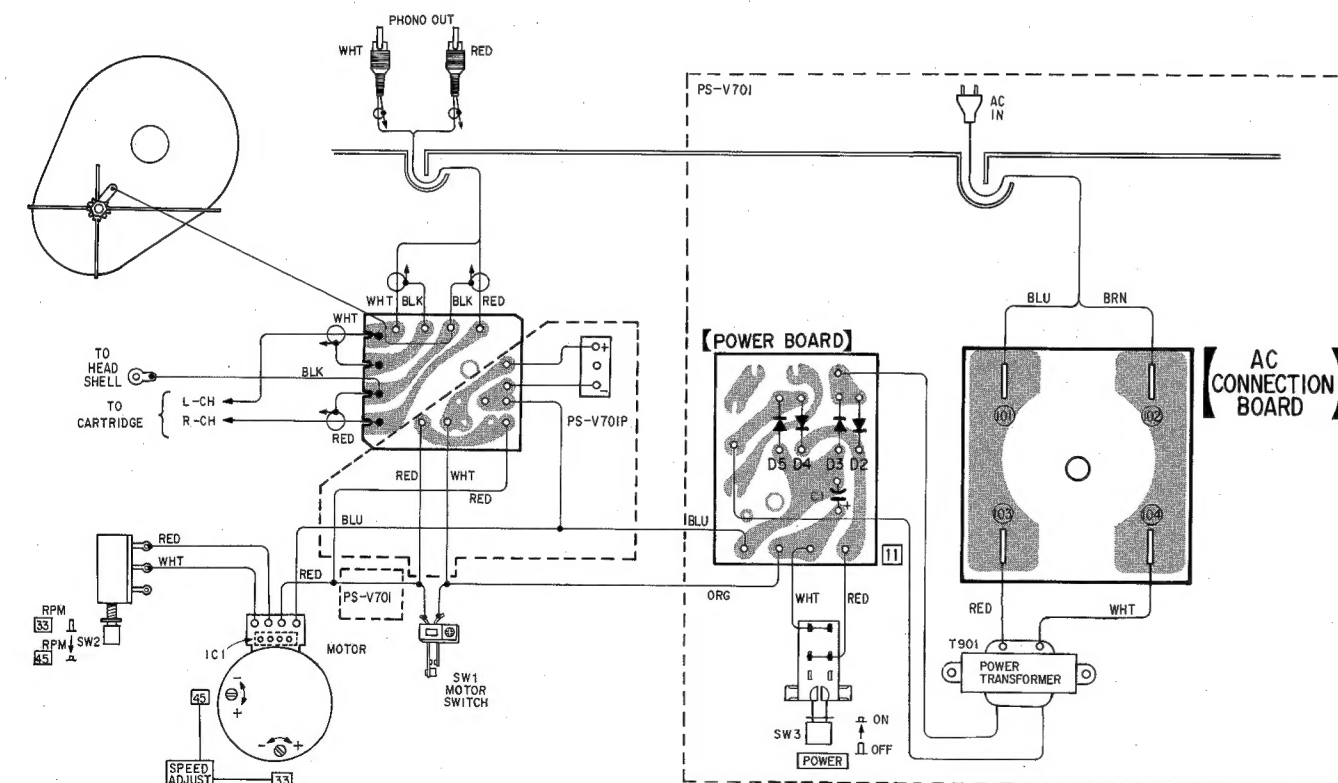 PHONO OUT
WHT
RED
PS-V701
AC
IN
WHT
BLK
BLK
RED
BLU
BRN
WHT
TO
HEAD
SHELL
BLK
TO
CARTRIDGE
L-CH
R-CH
RED
+
-
PS-V701P
【POWER BOARD】
D5
D4
D3
D2
C1
+
101
102
103
104
【AC
CONNECTION
BOARD】
RED
WHT
RED
BLU
BLU
11
RED
WHT
RED
PS-V701
ORG
WHT
RED
RED
WHT
RPM
33
RPM
45
SW2
IC1
MOTOR
SW1
MOTOR
SWITCH
T901
POWER
TRANSFORMER
SW3
ON
OFF
POWER
45
-
+
-
+
SPEED
ADJUST
33